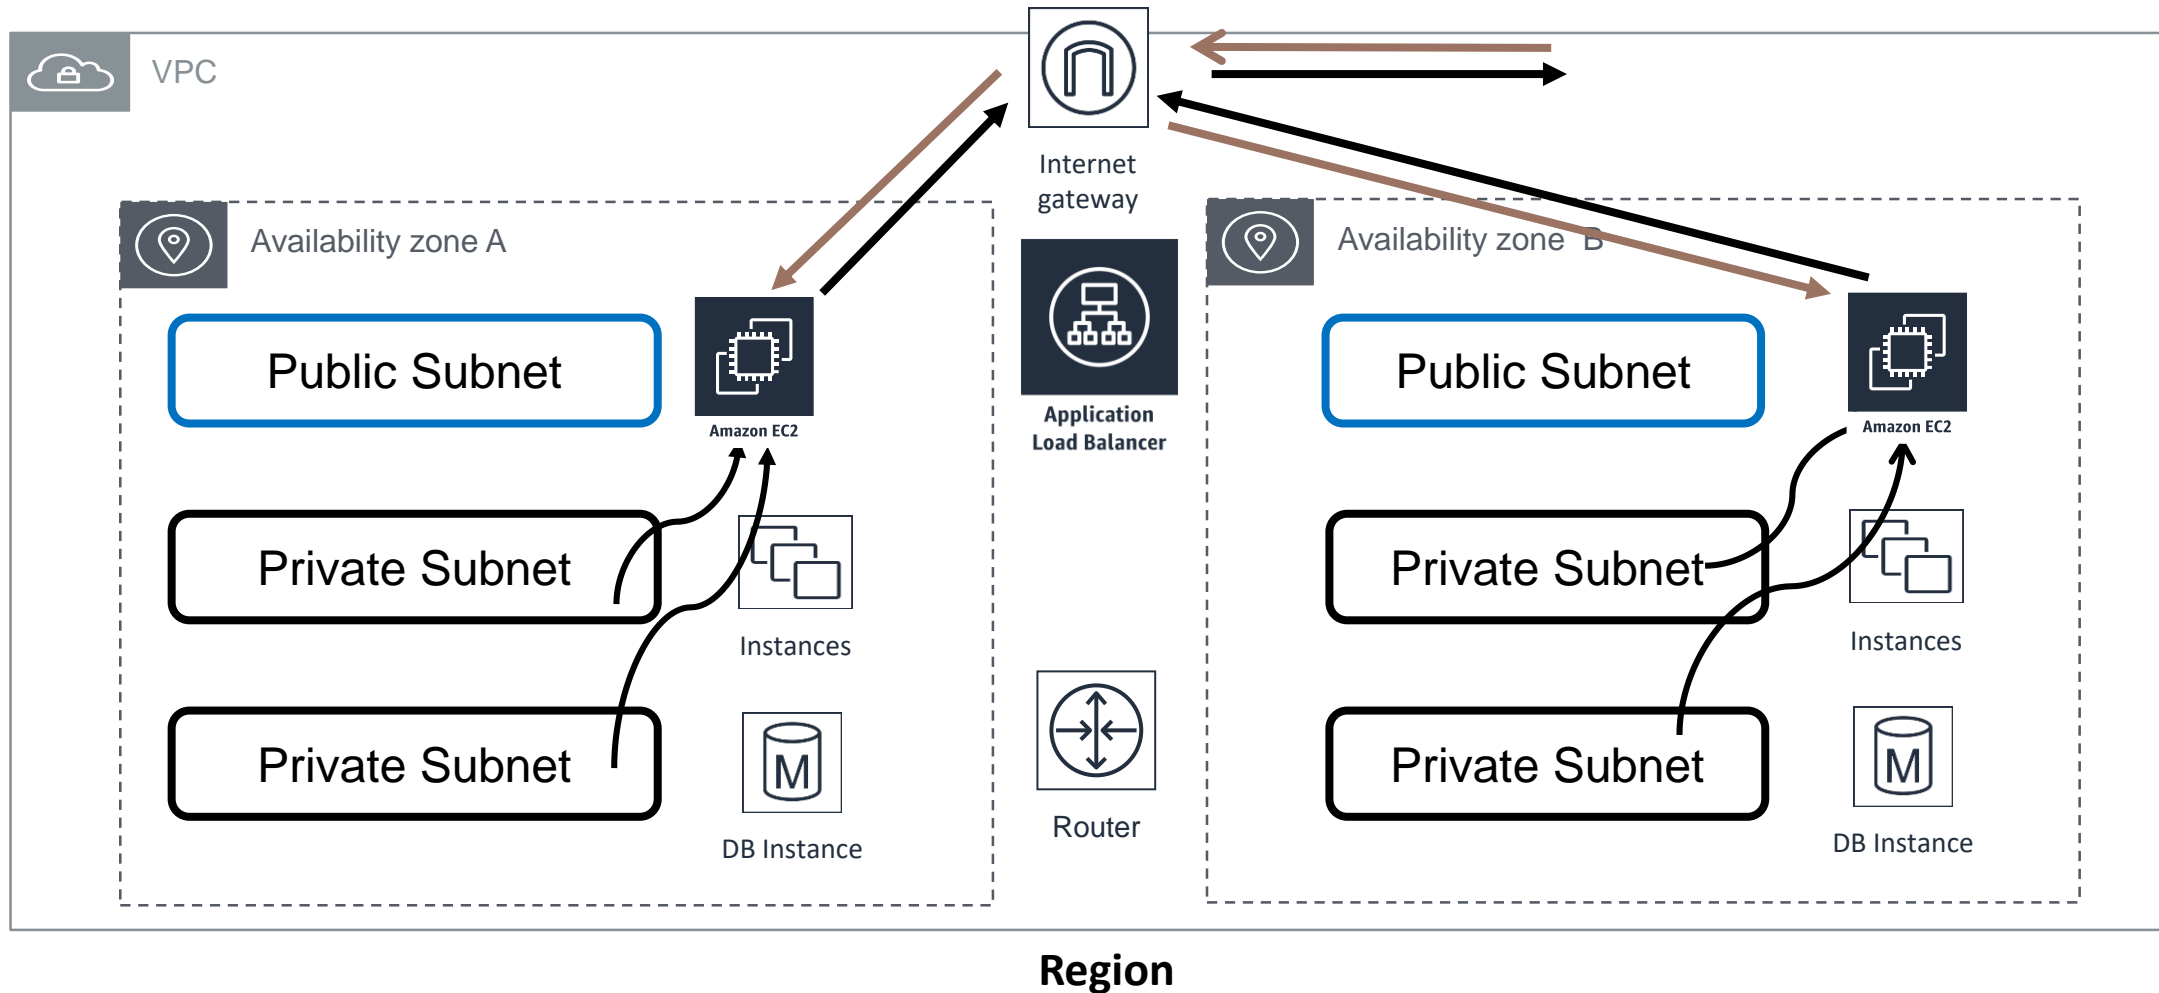 VPC
Internet
gateway
Availability zone A
Availability zone  B
Public Subnet
Amazon EC2
Application
Load Balancer
Public Subnet
Amazon EC2
Private Subnet
Instances
Private Subnet
Instances
Private Subnet
M
DB Instance
Router
Private Subnet
M
DB Instance
Region